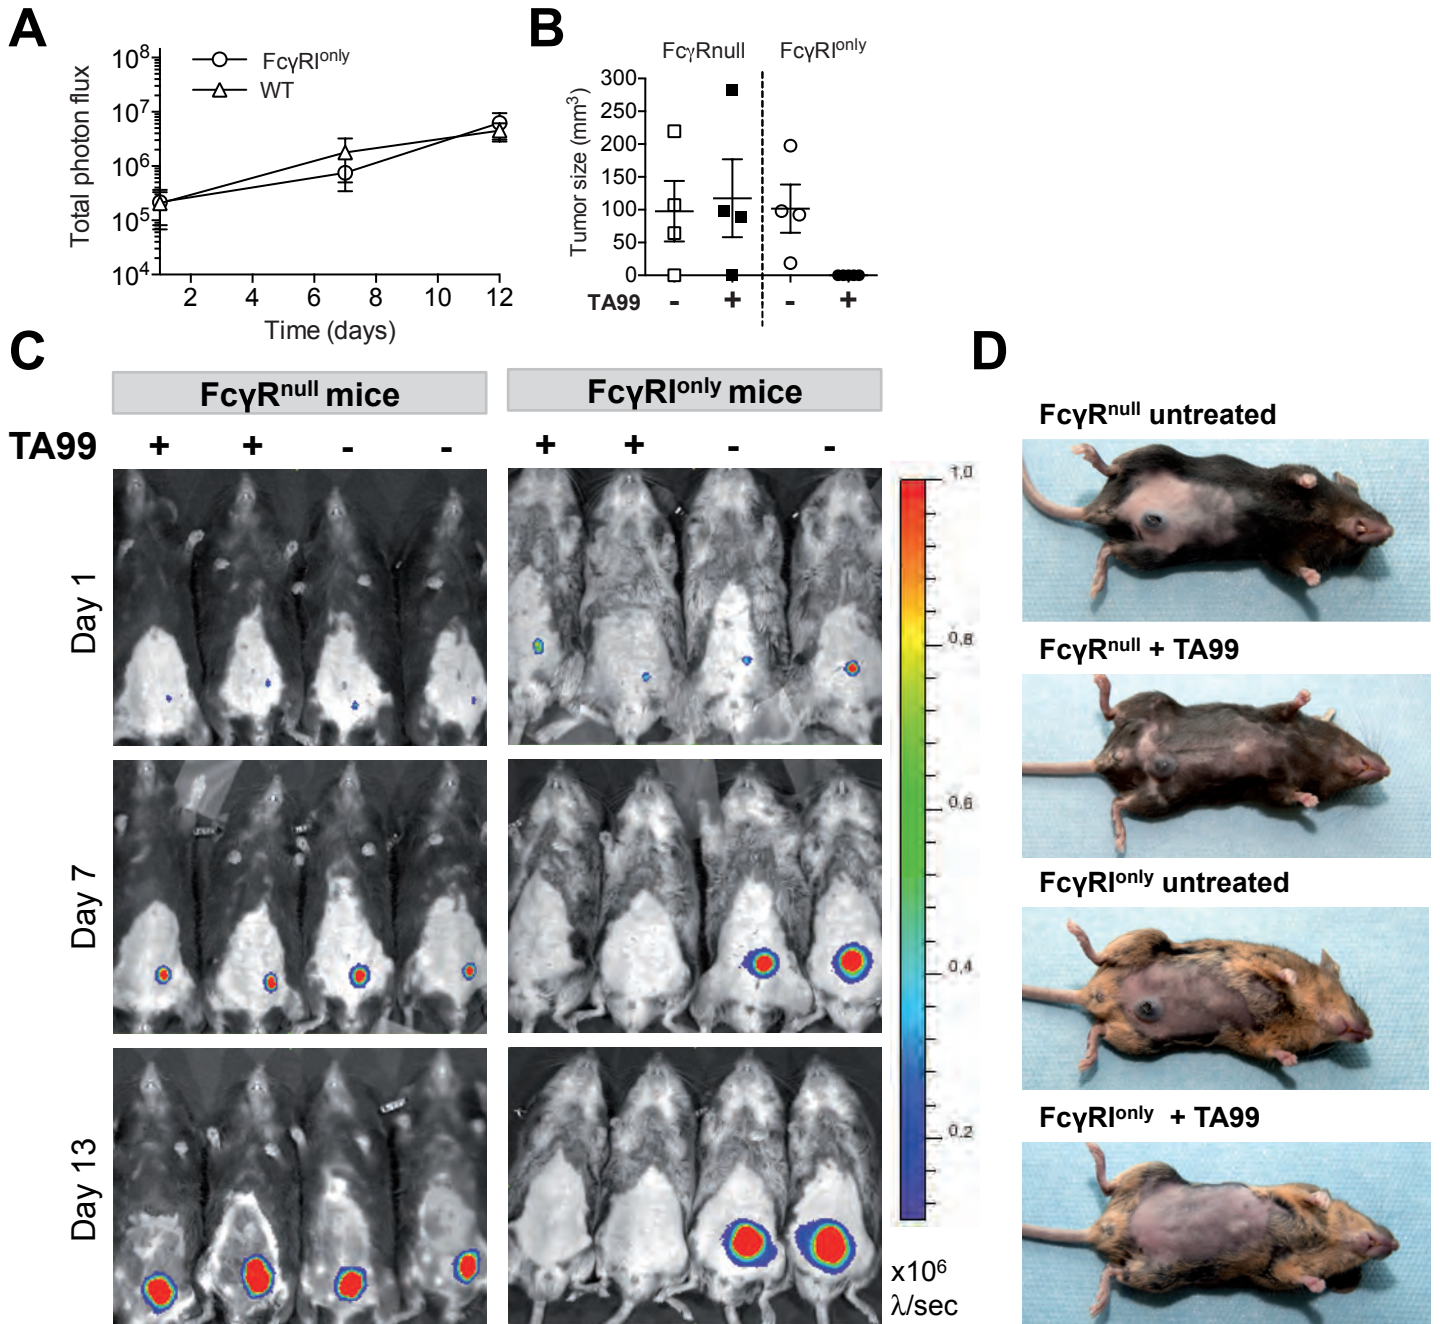 A
Total photon flux
10⁸
10⁷
10⁶
10⁵
10⁴
FcγRIᵒⁿˡʸ
WT
2 4 6 8 10 12
Time (days)
B
FcγRnull FcγRIᵒⁿˡʸ
Tumor size (mm³)
300
250
200
150
100
50
0
TA99 - + - +
C
FcγRⁿᵘˡˡ mice FcγRIᵒⁿˡʸ mice
TA99 + + - - + + - -
Day 1
Day 7
Day 13
1.0
0.8
0.6
0.4
0.2
x10⁶
λ/sec
D
FcγRⁿᵘˡˡ untreated
FcγRⁿᵘˡˡ + TA99
FcγRIᵒⁿˡʸ untreated
FcγRIᵒⁿˡʸ + TA99